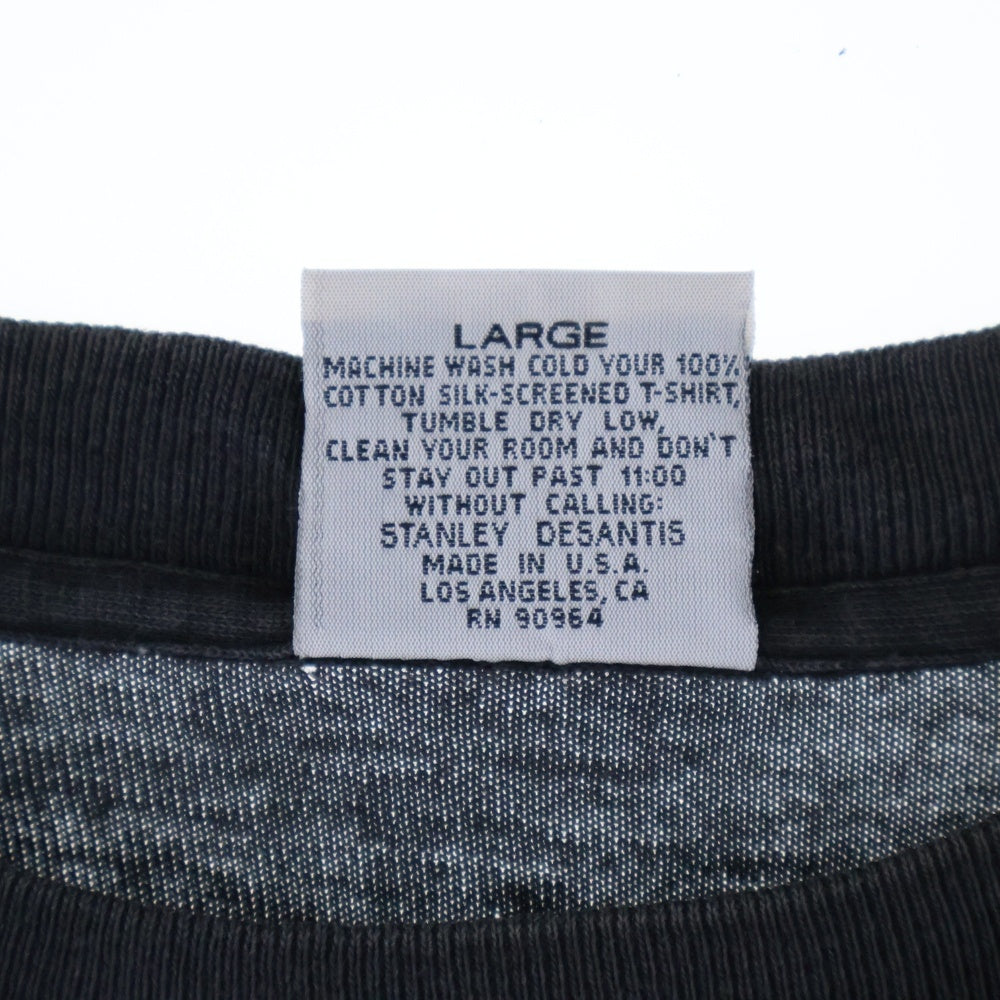 LARGE
MACHINE WASH COLD YOUR 100%
COTTON SILK-SCREENED T-SHIRT,
TUMBLE DRY LOW,
CLEAN YOUR ROOM AND DON'T
STAY OUT PAST 11:00
WITHOUT CALLING:
STANLEY DESANTIS
MADE IN U.S.A.
LOS ANGELES, CA
RN 90964